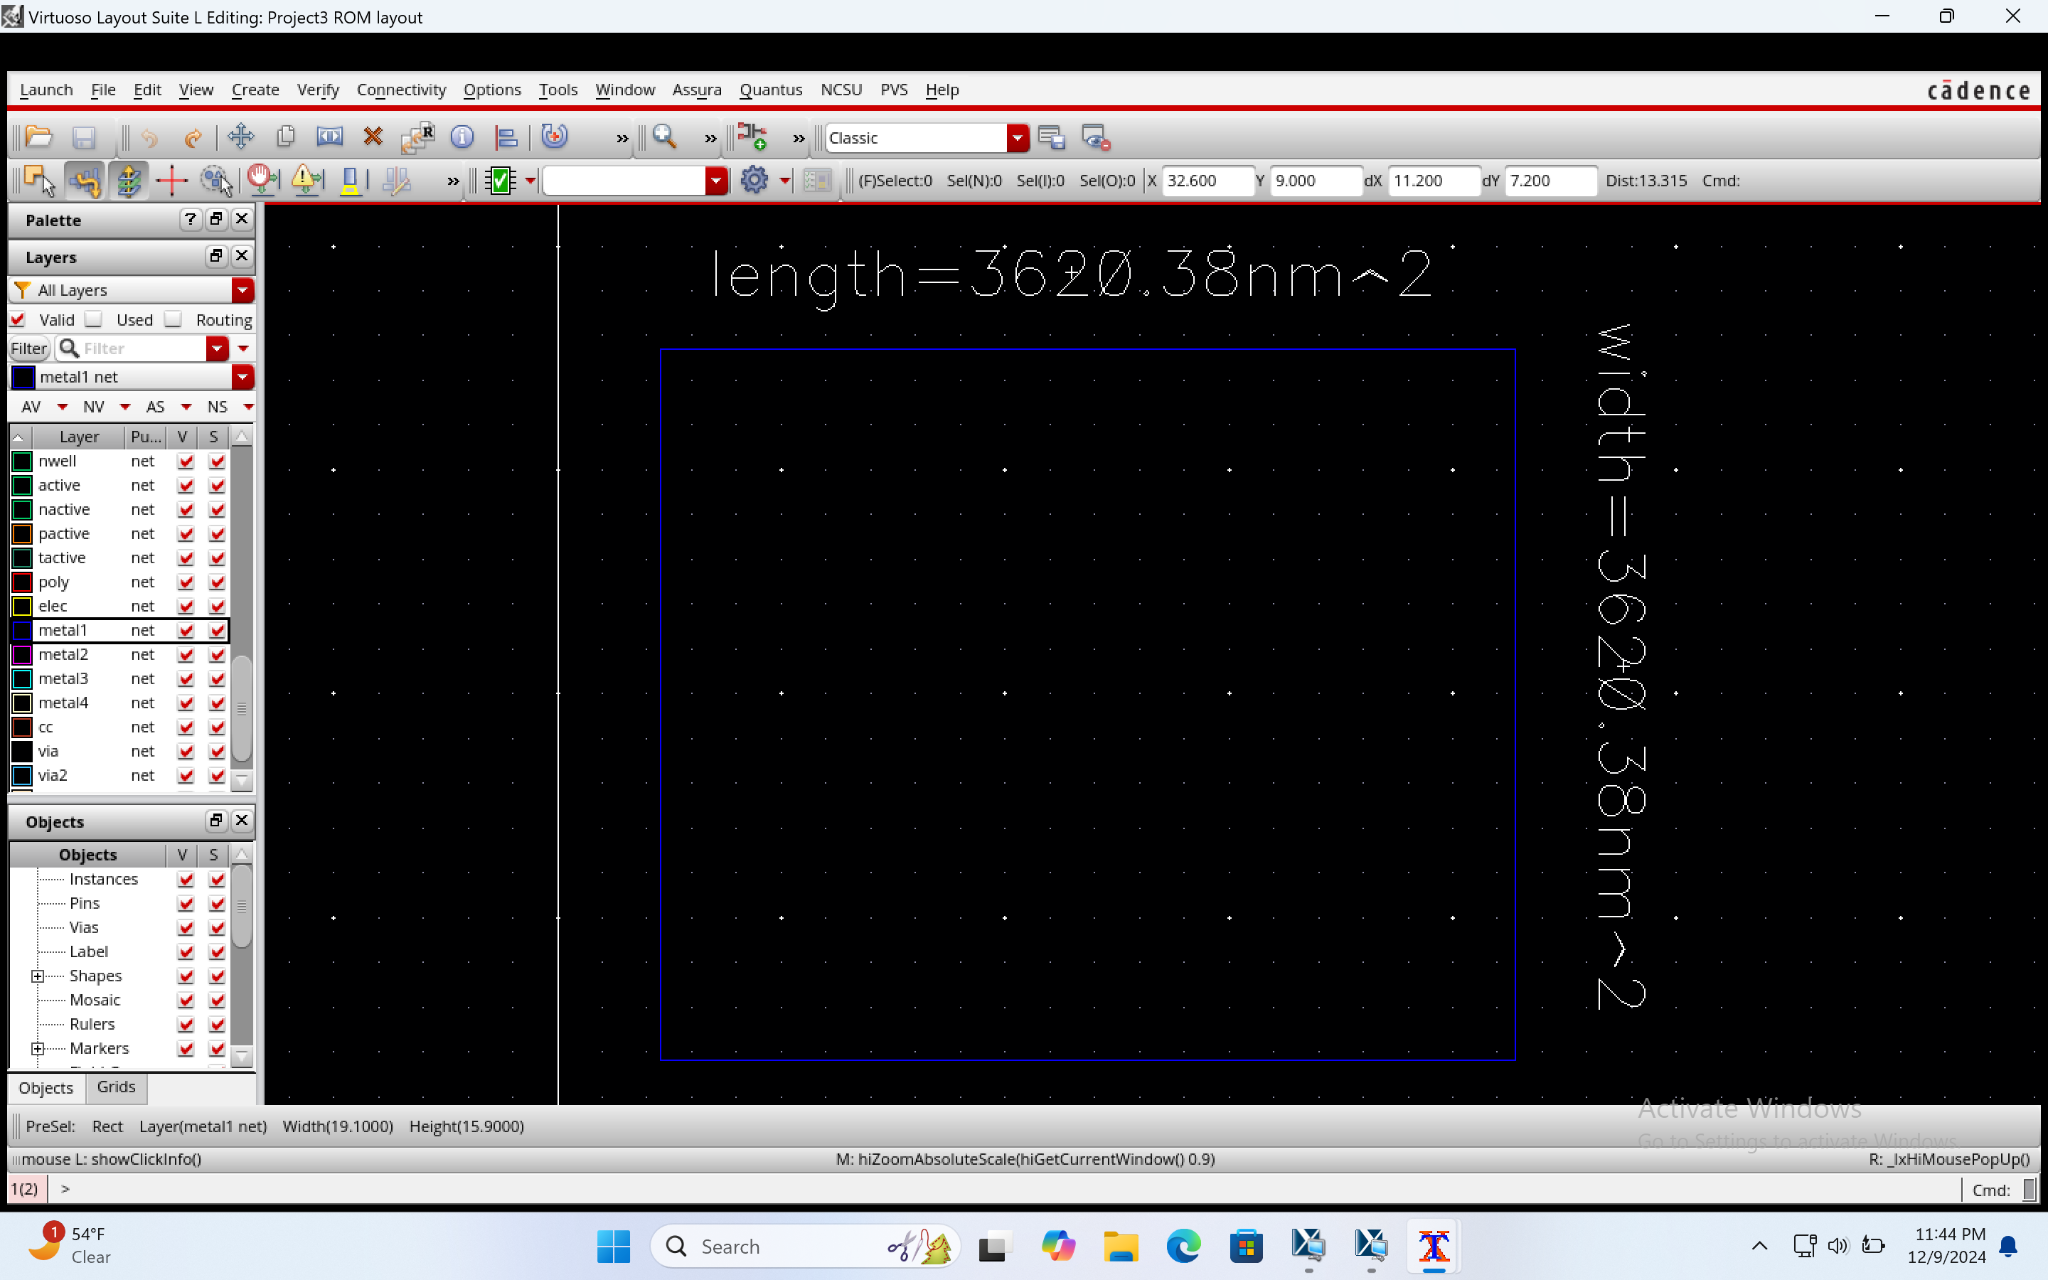 Virtuoso Layout Suite L Editing: Project3 ROM layout
Launch File Edit View Create Verify Connectivity Options Tools Window Assura Quantus NCSU PVS Help
cādence
Classic
(F)Select:0 Sel(N):0 Sel(I):0 Sel(O):0 X 32.600 Y 9.000 dX 11.200 dY 7.200 Dist:13.315 Cmd:
Palette
Layers
All Layers
Valid Used Routing
Filter Filter
metal1 net
AV NV AS NS
Layer Pu... V S
nwell net
active net
nactive net
pactive net
tactive net
poly net
elec net
metal1 net
metal2 net
metal3 net
metal4 net
cc net
via net
via2 net
Objects
Objects V S
Instances
Pins
Vias
Label
Shapes
Mosaic
Rulers
Markers
Objects Grids
length=3620.38nm^2
width=3620.38nm^2
Activate Windows
Go to Settings to activate Windows.
PreSel: Rect Layer(metal1 net) Width(19.1000) Height(15.9000)
mouse L: showClickInfo() M: hiZoomAbsoluteScale(hiGetCurrentWindow() 0.9) R: _lxHiMousePopUp()
1(2) > Cmd:
1 54°F
Clear
Search
11:44 PM
12/9/2024